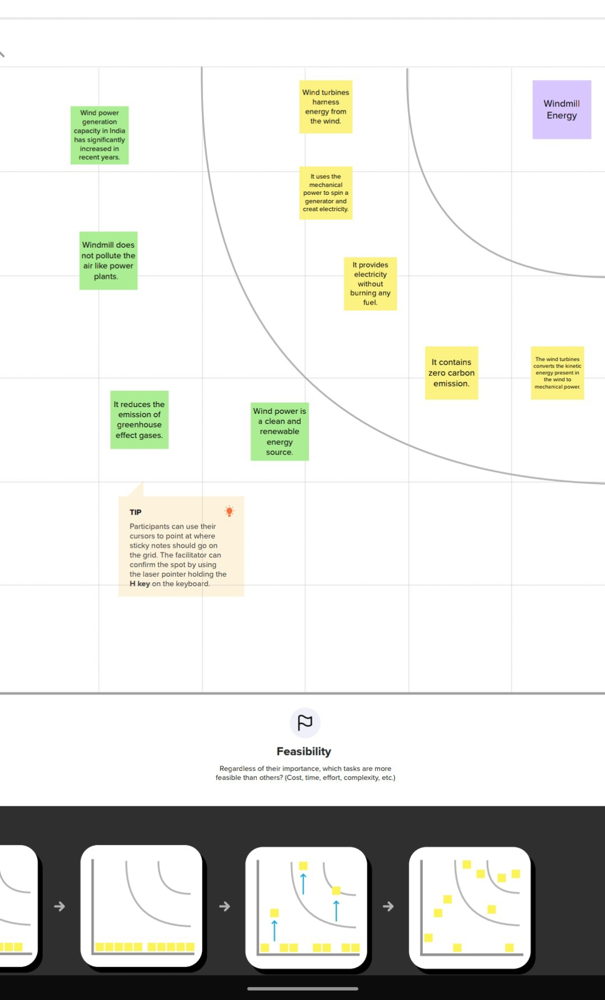 Wind power
generation
capacity in India
has significantly
increased in
recent years.
Wind turbines
harness
energy from
the wind.
Windmill
Energy
It uses the
mechanical
power to spin a
generator and
creat electricity.
Windmill does
not pollute the
air like power
plants.
It provides
electricity
without
burning any
fuel.
It contains
zero carbon
emission.
The wind turbines
converts the kinetic
energy present in
the wind to
mechanical power.
It reduces the
emission of
greenhouse
effect gases.
Wind power is
a clean and
renewable
energy
source.
TIP
Participants can use their
cursors to point at where
sticky notes should go on
the grid. The facilitator can
confirm the spot by using
the laser pointer holding the
H key on the keyboard.
Feasibility
Regardless of their importance, which tasks are more
feasible than others? (Cost, time, effort, complexity, etc.)